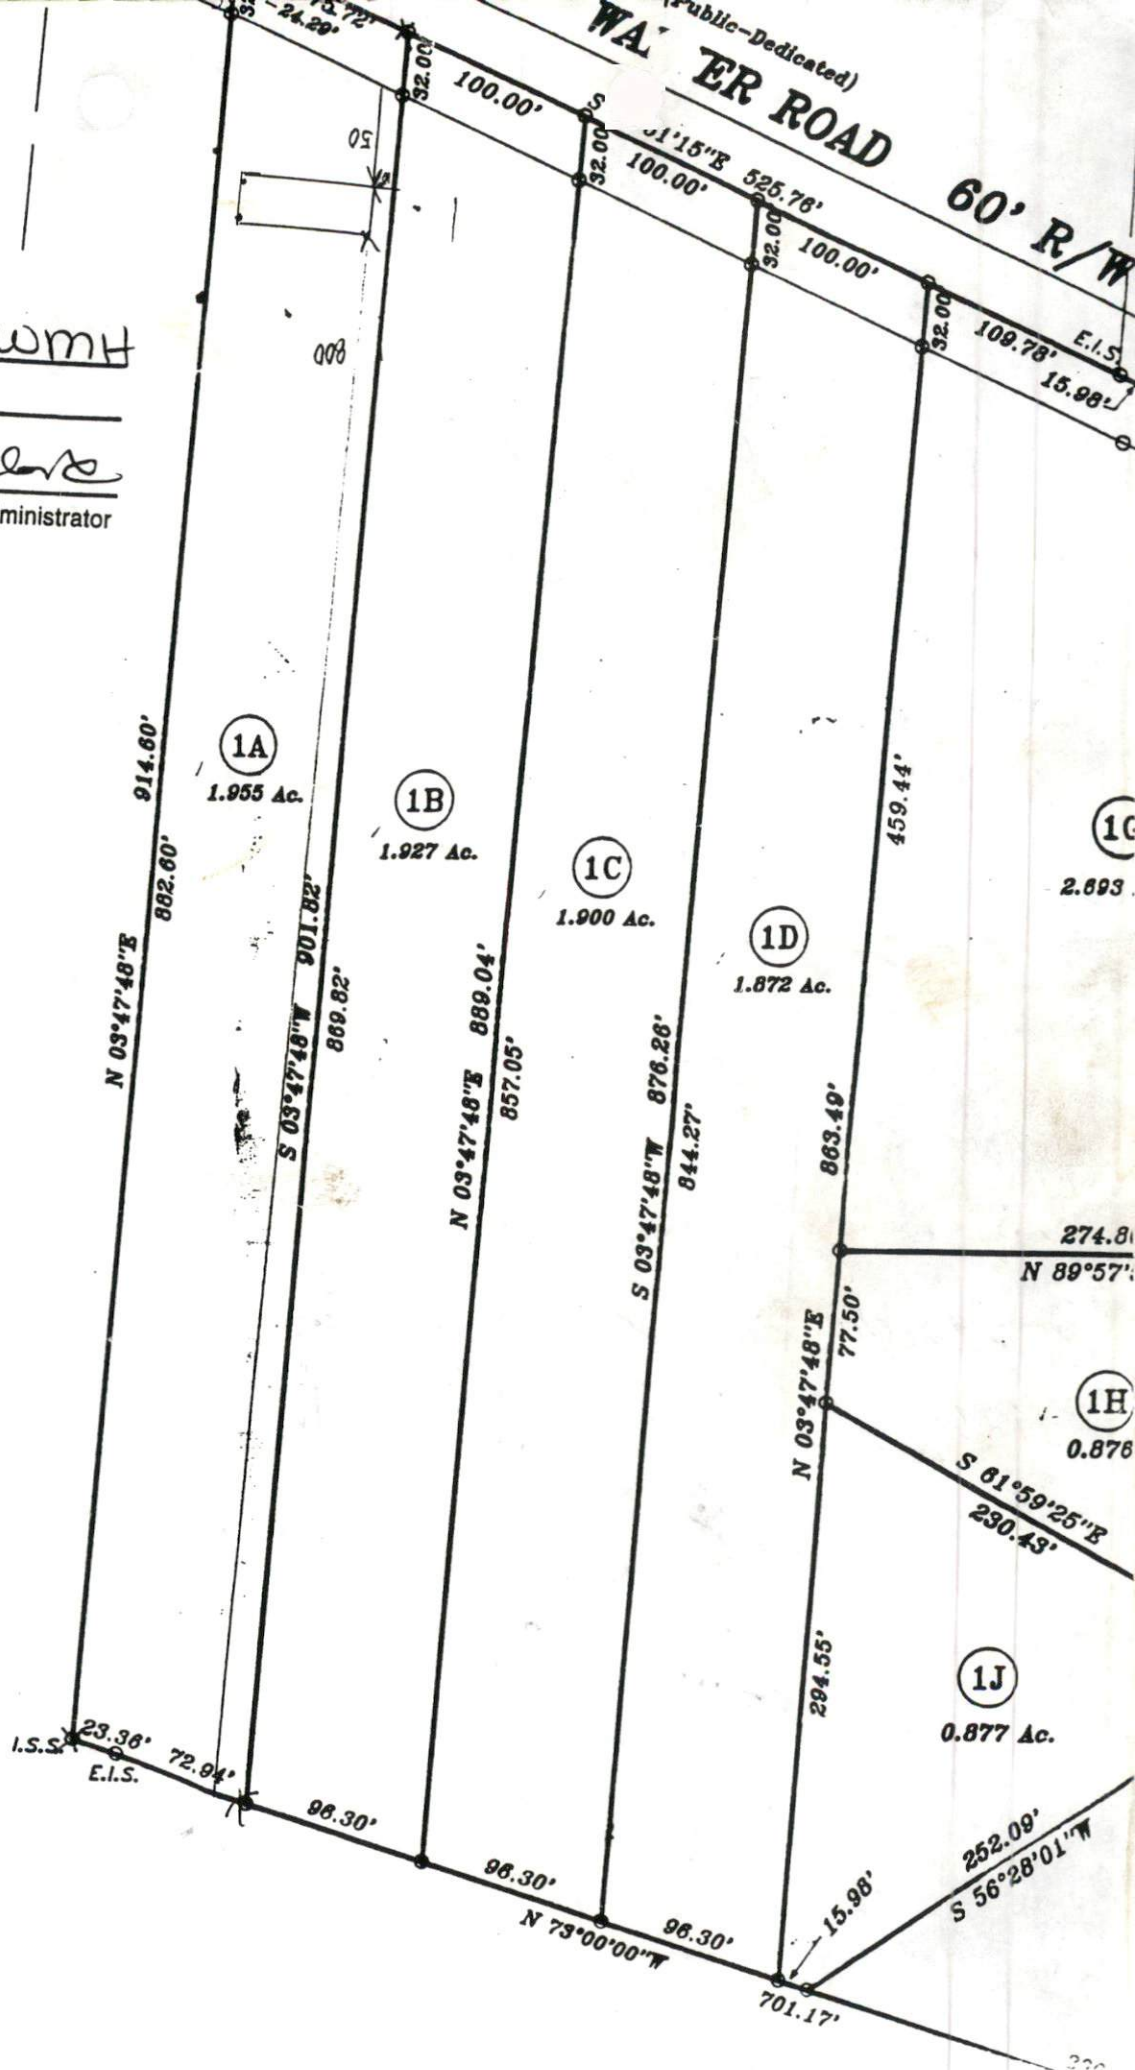 (Public-Dedicated)
WA ER ROAD 60' R/W
24.29'
32.00
100.00'
S
51'15"E 525.76'
32.00
100.00'
32.00
100.00'
32.00
109.78'
E.I.S.
15.98'
50
800
WMH
ministrator
1A
1.955 Ac.
1B
1.927 Ac.
1C
1.900 Ac.
1D
1.872 Ac.
2.693
N 03°47'48"E 914.60'
882.60'
S 03°47'48"W 901.82'
869.82'
N 03°47'48"E 889.04'
857.05'
S 03°47'48"W 876.26'
844.27'
459.44'
863.49'
274.8
N 89°57'
77.50'
N 03°47'48"E
1H
0.876
S 61°59'25"E
230.43'
294.55'
1J
0.877 Ac.
I.S.S.
23.36'
E.I.S.
72.94'
96.30'
96.30'
N 73°00'00"W
96.30'
15.98'
252.09'
S 56°28'01"W
701.17'